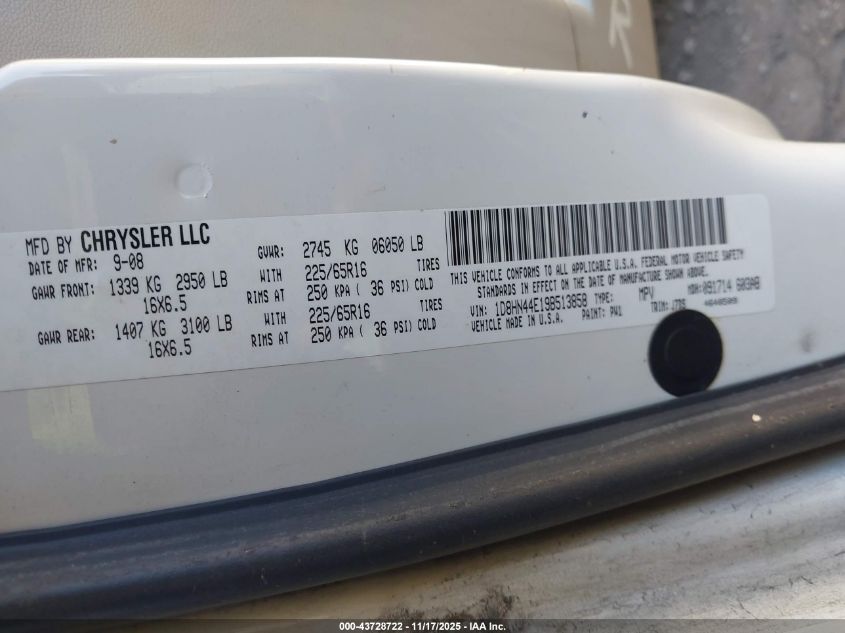 R
MFD BY CHRYSLER LLC
DATE OF MFR: 9-08
GVWR: 2745 KG 06050 LB
GAWR FRONT: 1339 KG 2950 LB
WITH 225/65R16 TIRES
16X6.5
RIMS AT 250 KPA ( 36 PSI) COLD
GAWR REAR: 1407 KG 3100 LB
WITH 225/65R16 TIRES
16X6.5
RIMS AT 250 KPA ( 36 PSI) COLD
THIS VEHICLE CONFORMS TO ALL APPLICABLE U.S.A. FEDERAL MOTOR VEHICLE SAFETY
STANDARDS IN EFFECT ON THE DATE OF MANUFACTURE SHOWN ABOVE.
VIN: 1D8HN44E19B513858 TYPE: MPV MDH: 091714 603AB
VEHICLE MADE IN U.S.A. PAINT: PW1 TRIM:
000-43728722 - 11/17/2025 - IAA Inc.